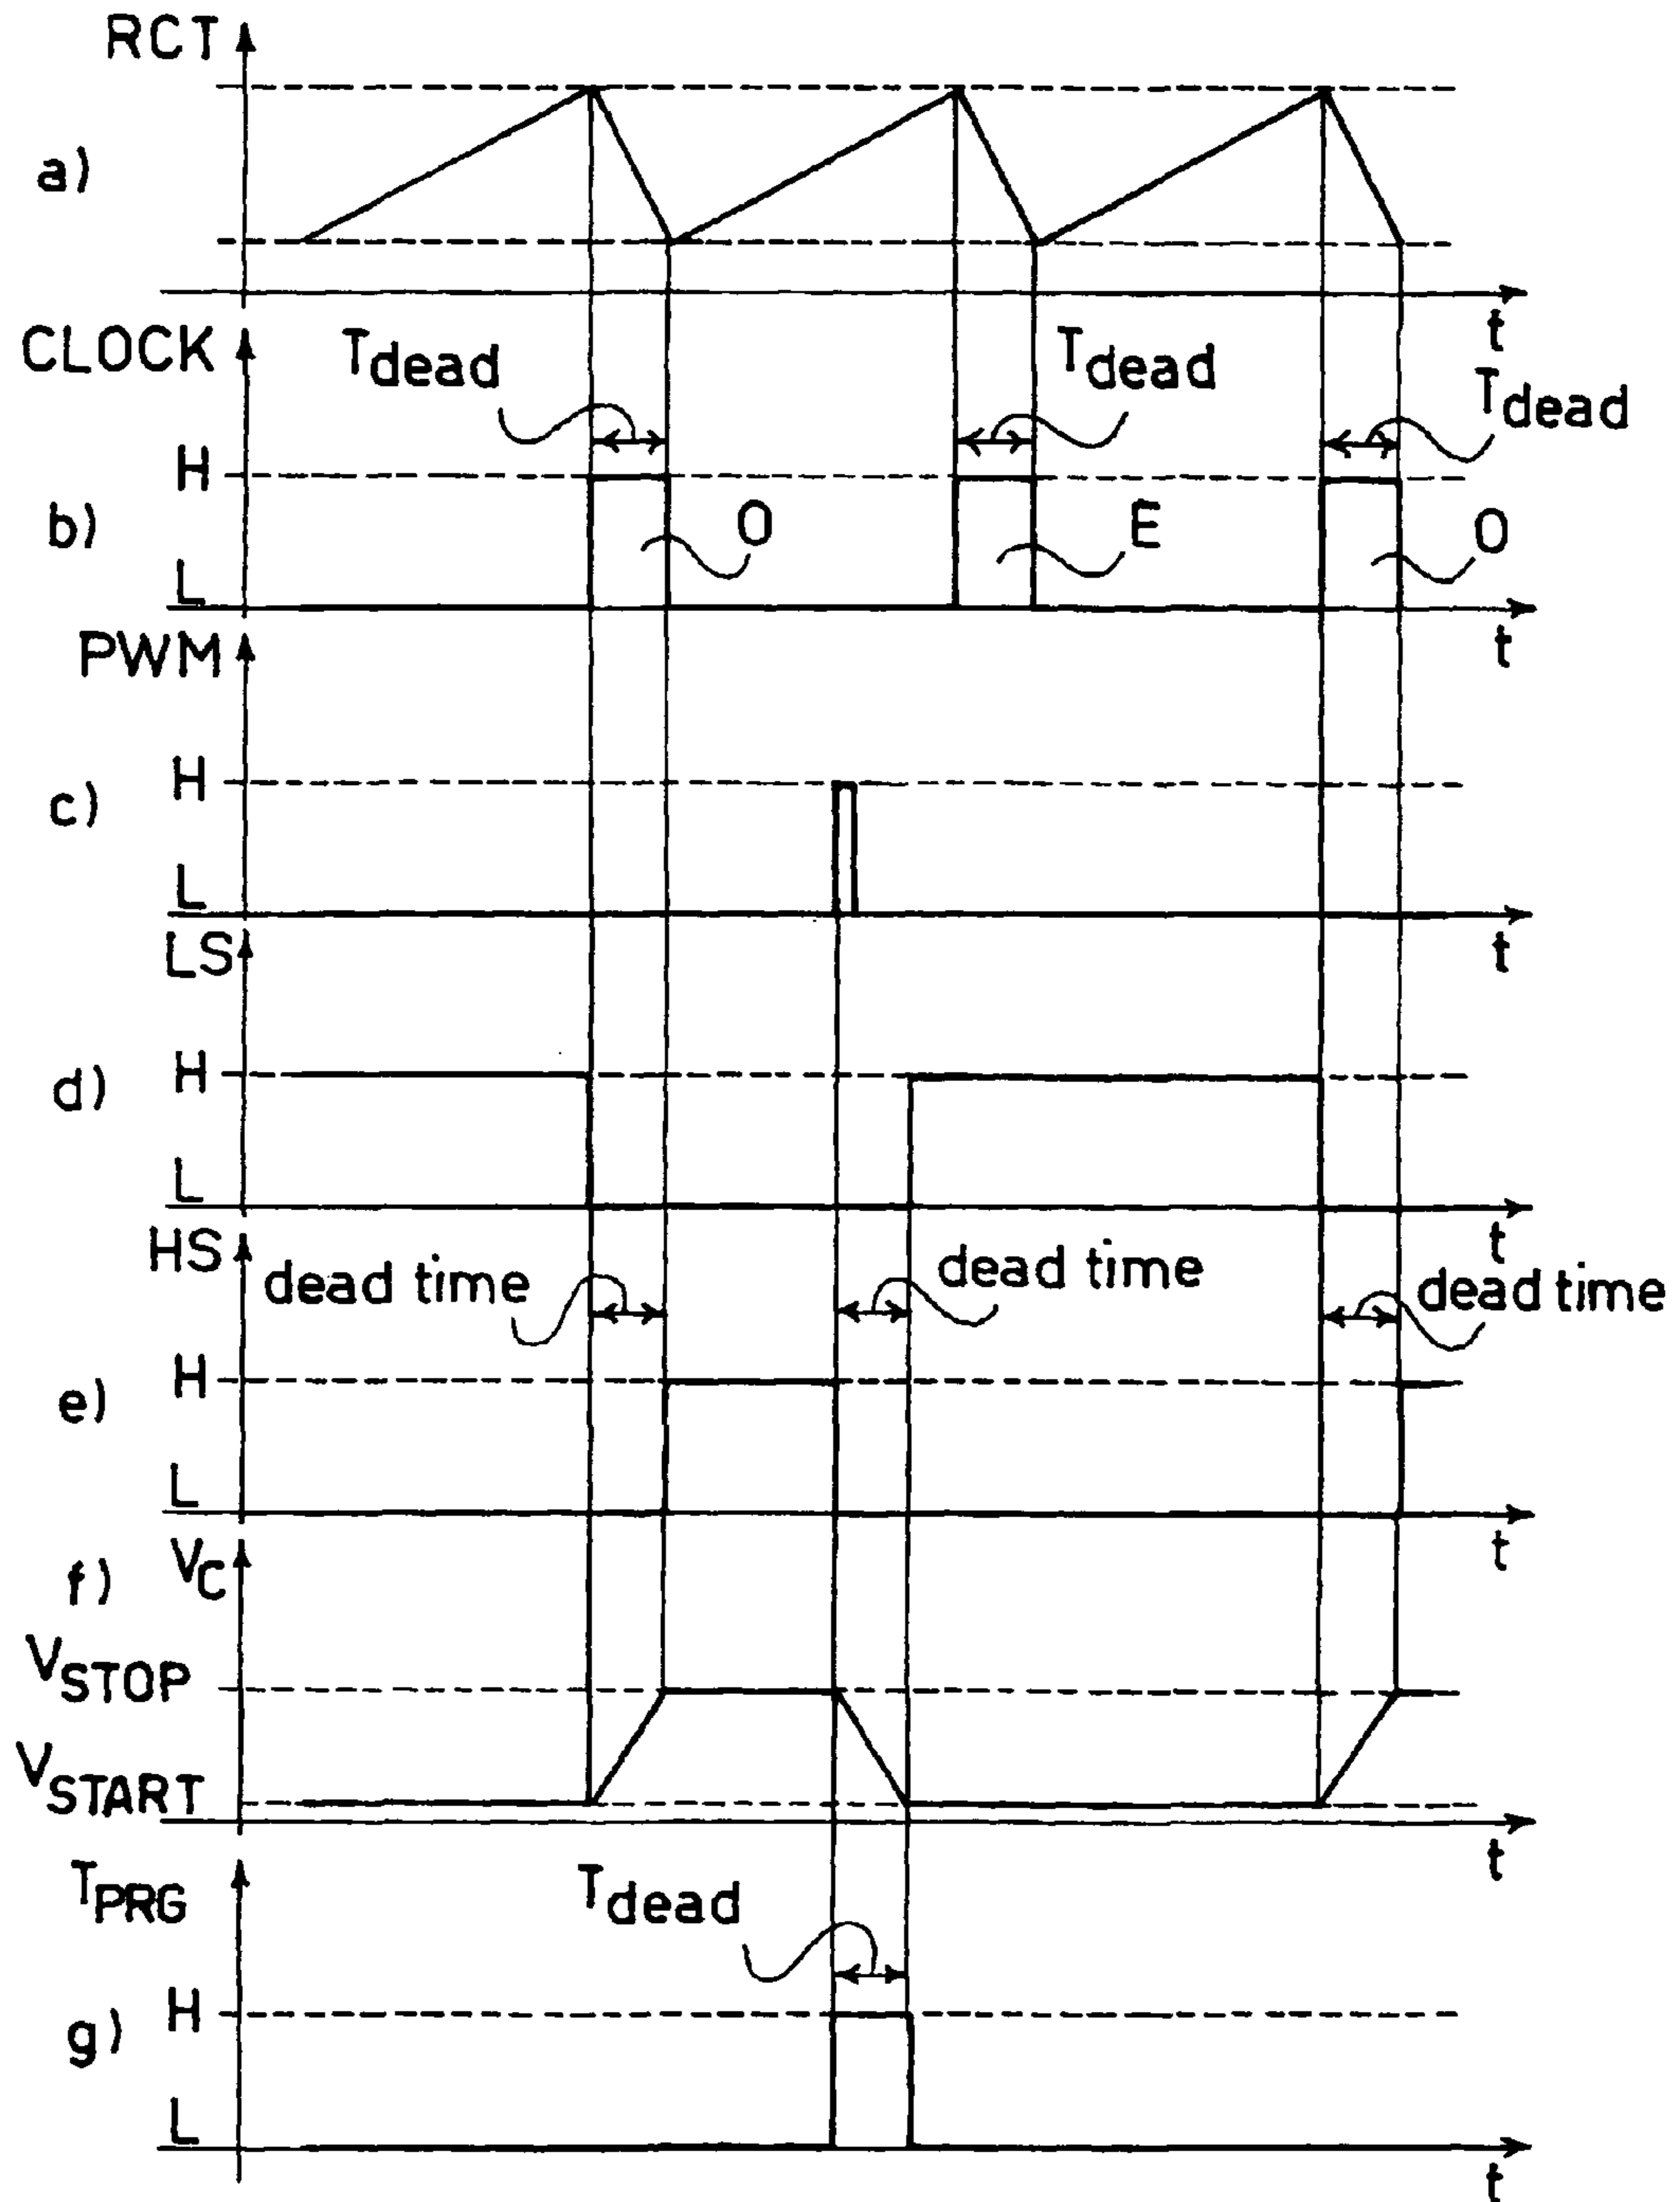 RCT
a)
t
CLOCK
Tdead
Tdead
Tdead
H
b)
O
E
O
L
t
PWM
H
c)
L
t
LS
H
d)
L
t
HS
dead time
dead time
dead time
H
e)
L
t
f)
VC
VSTOP
VSTART
t
TPRG
Tdead
H
g)
L
t